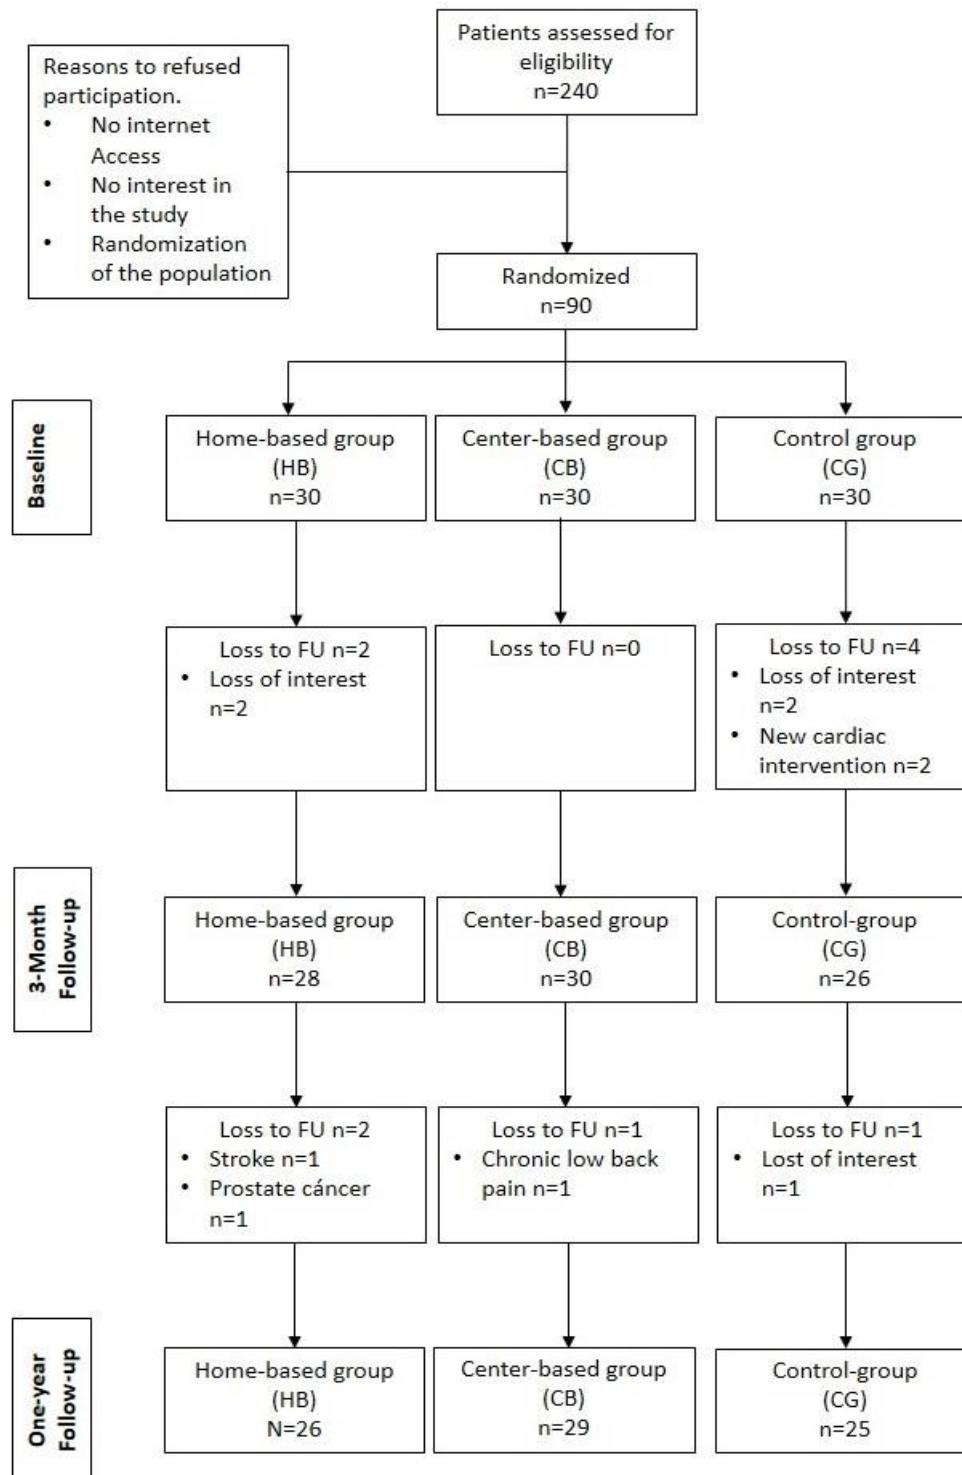 Patients assessed for
eligibility
n=240
Reasons to refused
participation.
• No internet
Access
• No interest in
the study
• Randomization
of the population
Randomized
n=90
Baseline
Home-based group
(HB)
n=30
Center-based group
(CB)
n=30
Control group
(CG)
n=30
Loss to FU n=2
• Loss of interest
n=2
Loss to FU n=0
Loss to FU n=4
• Loss of interest
n=2
• New cardiac
intervention n=2
3-Month
Follow-up
Home-based group
(HB)
n=28
Center-based group
(CB)
n=30
Control-group
(CG)
n=26
Loss to FU n=2
• Stroke n=1
• Prostate cáncer
n=1
Loss to FU n=1
• Chronic low back
pain n=1
Loss to FU n=1
• Lost of interest
n=1
One-year
Follow-up
Home-based group
(HB)
N=26
Center-based group
(CB)
n=29
Control-group
(CG)
n=25